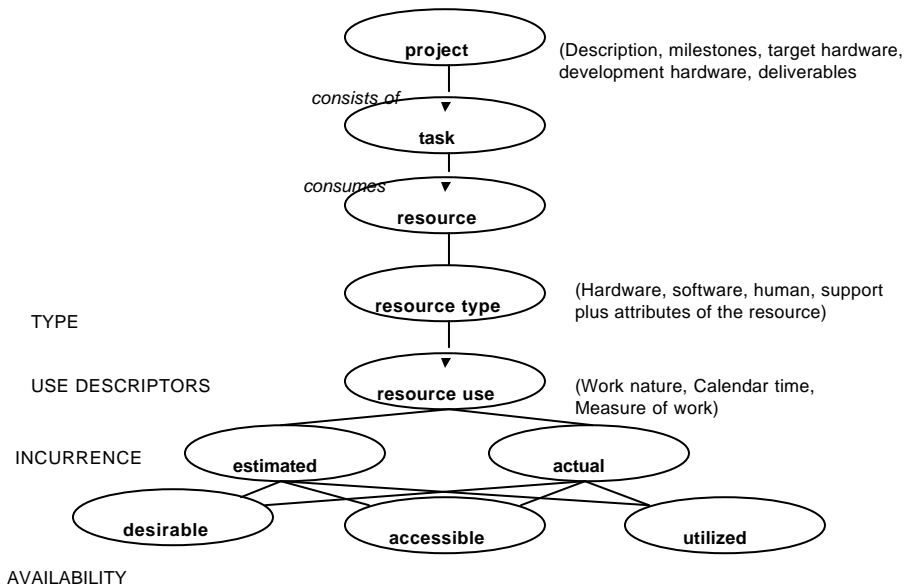 project
(Description, milestones, target hardware,
development hardware, deliverables
consists of
task
consumes
resource
resource type
(Hardware, software, human, support
plus attributes of the resource)
TYPE
USE DESCRIPTORS
resource use
(Work nature, Calendar time,
Measure of work)
INCURRENCE
estimated
actual
desirable
accessible
utilized
AVAILABILITY